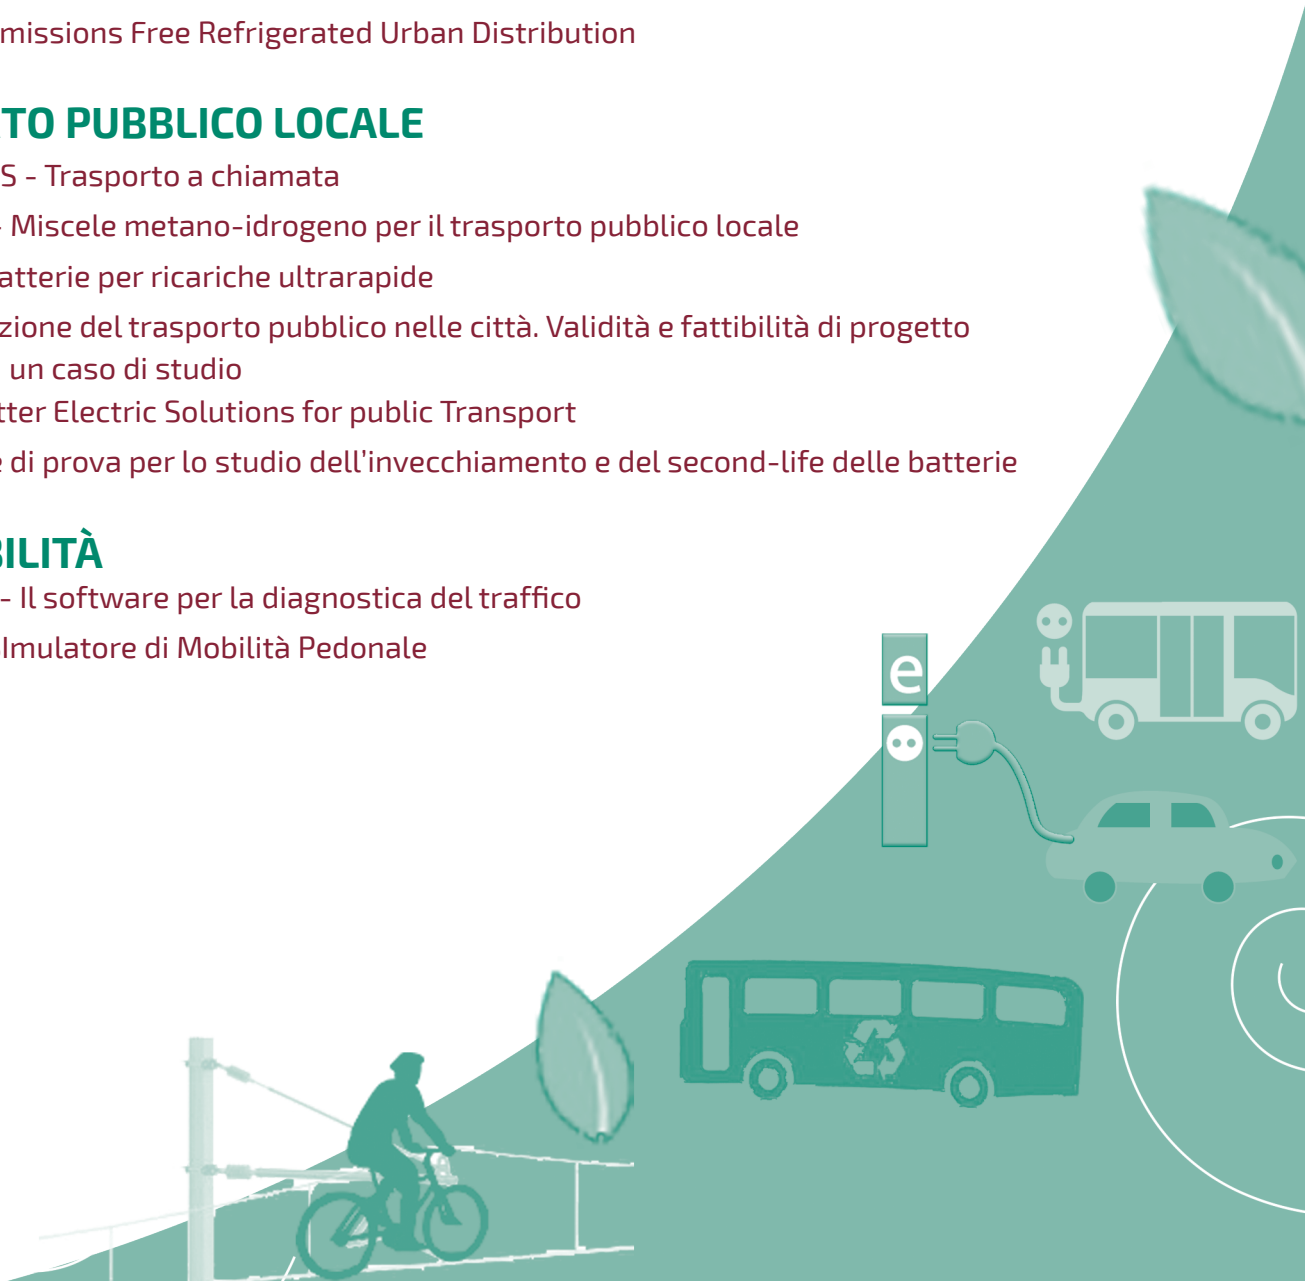 missions Free Refrigerated Urban Distribution
TO PUBBLICO LOCALE
S - Trasporto a chiamata
- Miscele metano-idrogeno per il trasporto pubblico locale
atterie per ricariche ultrarapide
zione del trasporto pubblico nelle città. Validità e fattibilità di progetto
un caso di studio
tter Electric Solutions for public Transport
e di prova per lo studio dell'invecchiamento e del second-life delle batterie
BILITÀ
- Il software per la diagnostica del traffico
Imulatore di Mobilità Pedonale
e